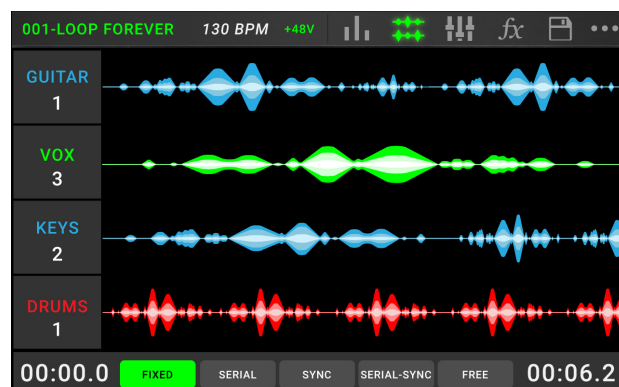 001-LOOP FOREVER 130 BPM +48V fx
GUITAR
1
VOX
3
KEYS
2
DRUMS
1
00:00.0 FIXED SERIAL SYNC SERIAL-SYNC FREE 00:06.2